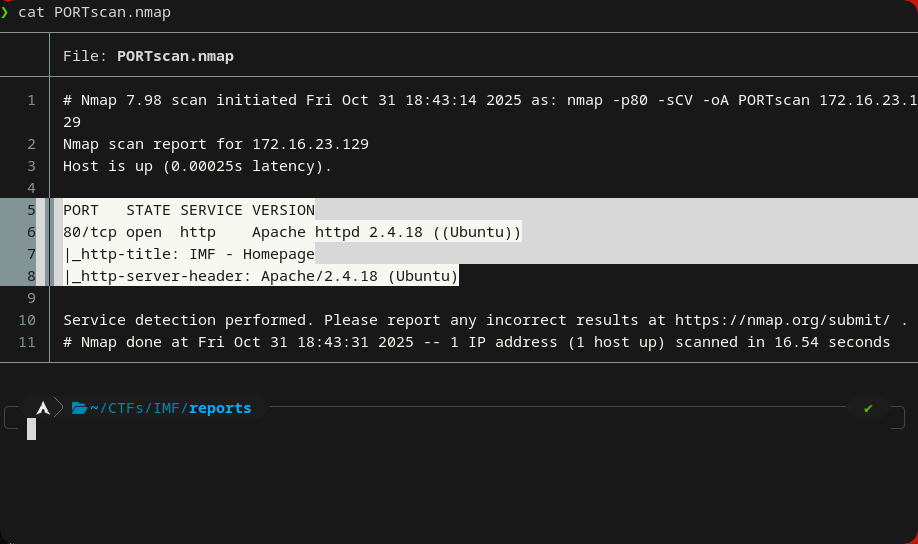 ❯ cat PORTscan.nmap
File: PORTscan.nmap
1 # Nmap 7.98 scan initiated Fri Oct 31 18:43:14 2025 as: nmap -p80 -sCV -oA PORTscan 172.16.23.1
29
2 Nmap scan report for 172.16.23.129
3 Host is up (0.00025s latency).
4
5 PORT   STATE SERVICE VERSION
6 80/tcp open  http    Apache httpd 2.4.18 ((Ubuntu))
7 |_http-title: IMF - Homepage
8 |_http-server-header: Apache/2.4.18 (Ubuntu)
9
10 Service detection performed. Please report any incorrect results at https://nmap.org/submit/ .
11 # Nmap done at Fri Oct 31 18:43:31 2025 -- 1 IP address (1 host up) scanned in 16.54 seconds
~/CTFs/IMF/reports ✔